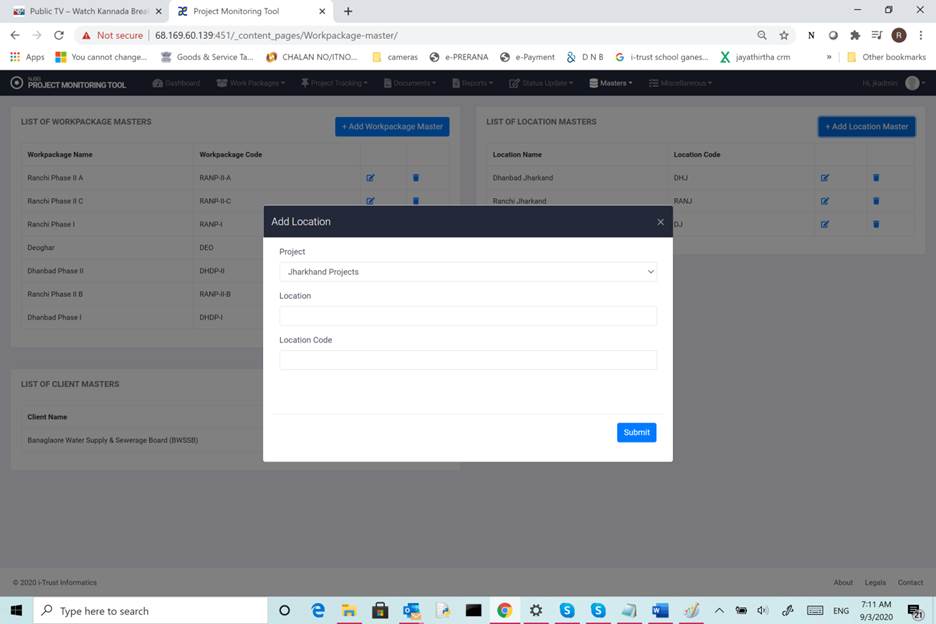 Public TV – Watch Kannada Brea
Project Monitoring Tool
Not secure
68.169.60.139:451/_content_pages/Workpackage-master/
N
R
Apps
You cannot change...
Goods & Service Ta...
CHALAN NO/ITNO...
cameras
e-PRERANA
e-Payment
D N B
i-trust school ganes...
jayathirtha crm
»
Other bookmarks
PROJECT MONITORING TOOL
Dashboard
Work Packages
Project Tracking
Documents
Reports
Status Update
Masters
Miscellaneous
Hi, jkadmin
LIST OF WORKPACKAGE MASTERS
+ Add Workpackage Master
Workpackage Name Workpackage Code
Ranchi Phase II A RANP-II-A
Ranchi Phase II C RANP-II-C
Ranchi Phase I RANP-I
Deoghar DEO
Dhanbad Phase II DHDP-II
Ranchi Phase II B RANP-II-B
Dhanbad Phase I DHDP-I
LIST OF LOCATION MASTERS
+ Add Location Master
Location Name Location Code
Dhanbad Jharkand DHJ
Ranchi Jharkand RANJ
DJ
Add Location
×
Project
Jharkhand Projects
Location
Location Code
Submit
LIST OF CLIENT MASTERS
Client Name
Banaglaore Water Supply & Sewerage Board (BWSSB)
© 2020 i-Trust Informatics
About Legals Contact
Type here to search
ENG
7:11 AM
9/3/2020
21